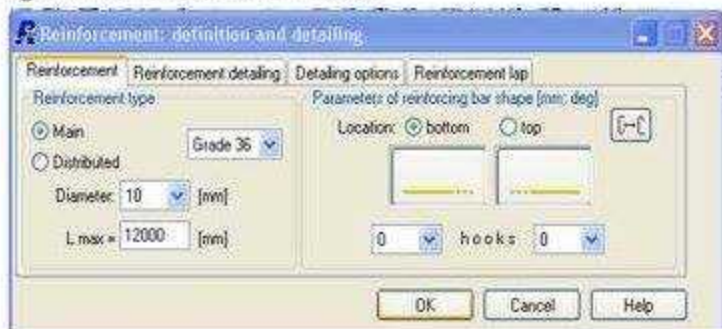 Reinforcement: definition and detailing
Reinforcement Reinforcement detailing Detailing options Reinforcement lap
Reinforcement type
Main
Grade 36
Distributed
Diameter: 10 [mm]
L max = 12000 [mm]
Parameters of reinforcing bar shape [mm; deg]
Location: bottom top
0 hooks 0
OK Cancel Help